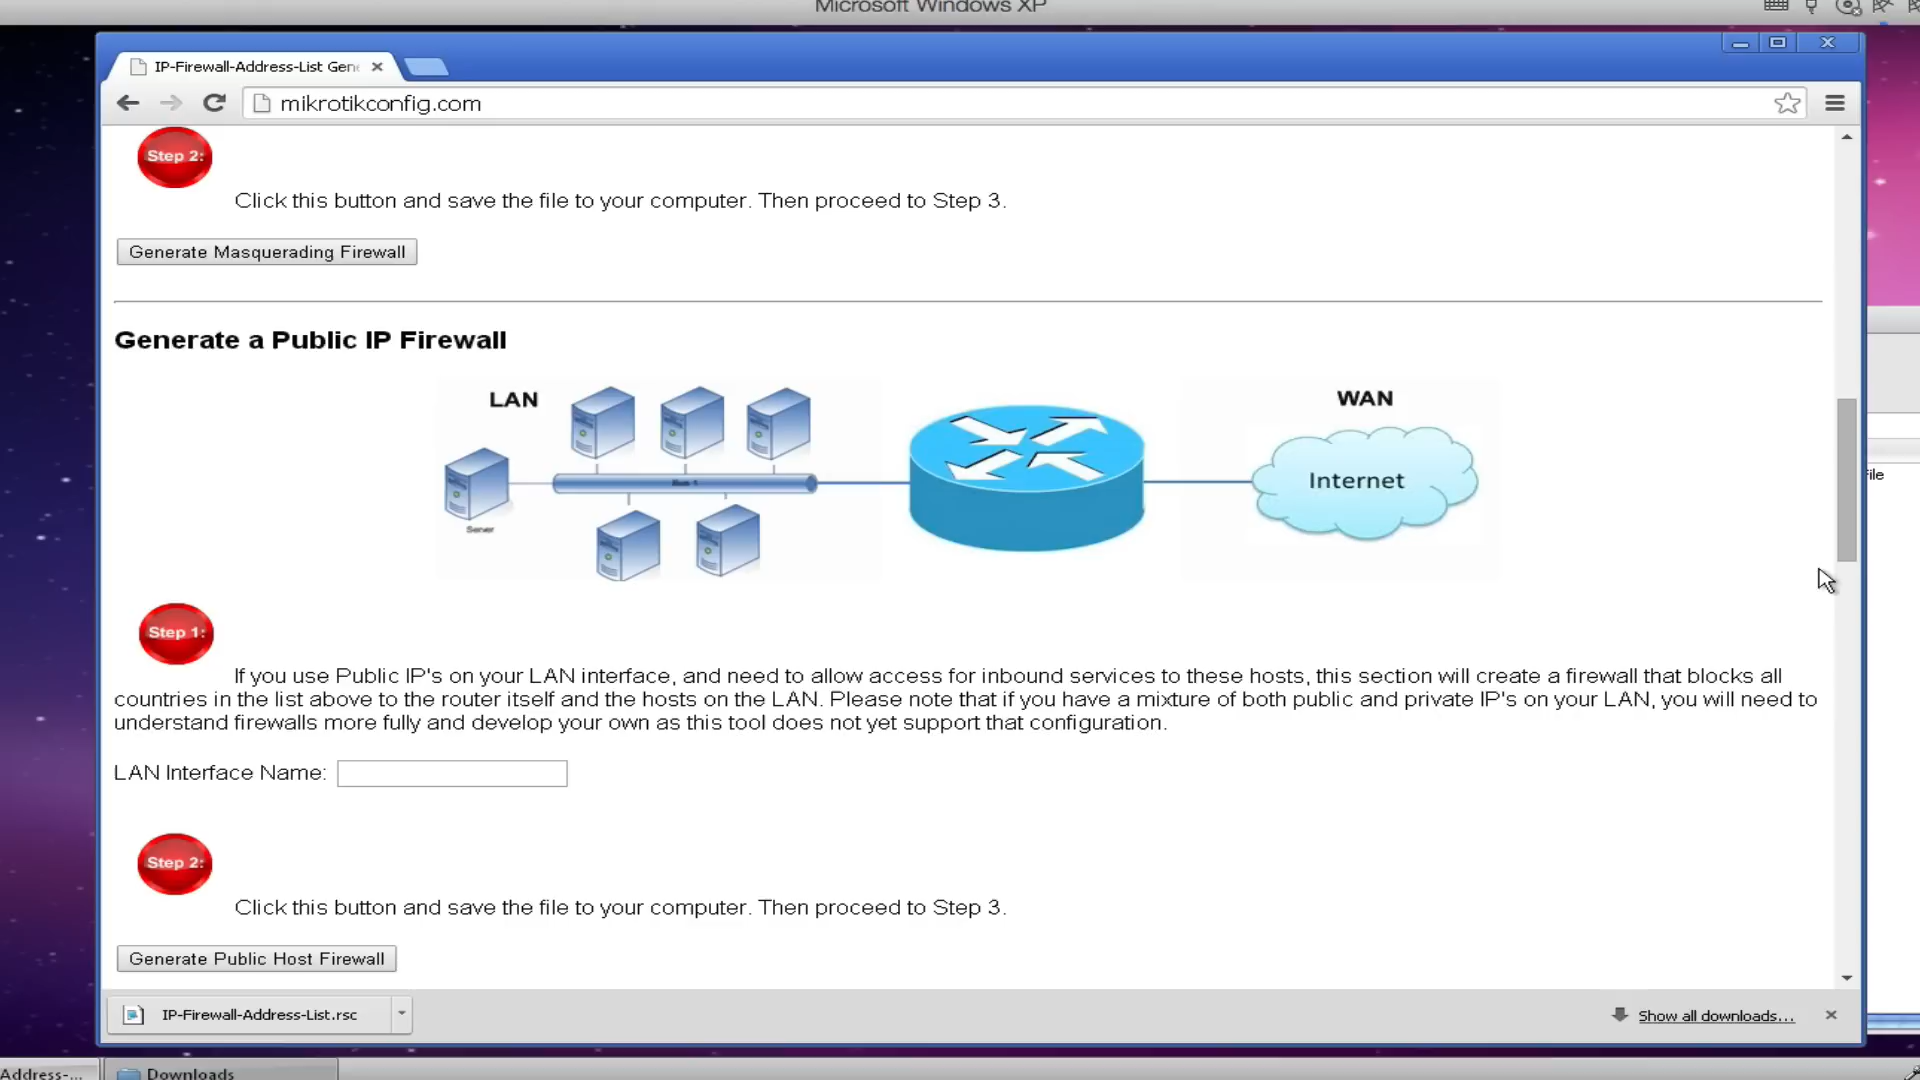 Microsoft Windows XP
IP-Firewall-Address-List Gen
mikrotikconfig.com
Step 2:
Click this button and save the file to your computer. Then proceed to Step 3.
Generate Masquerading Firewall
Generate a Public IP Firewall
LAN
WAN
Internet
Server
Step 1:
If you use Public IP's on your LAN interface, and need to allow access for inbound services to these hosts, this section will create a firewall that blocks all
countries in the list above to the router itself and the hosts on the LAN. Please note that if you have a mixture of both public and private IP's on your LAN, you will need to
understand firewalls more fully and develop your own as this tool does not yet support that configuration.
LAN Interface Name:
Step 2:
Click this button and save the file to your computer. Then proceed to Step 3.
Generate Public Host Firewall
IP-Firewall-Address-List.rsc
Show all downloads...
Address-...
Downloads